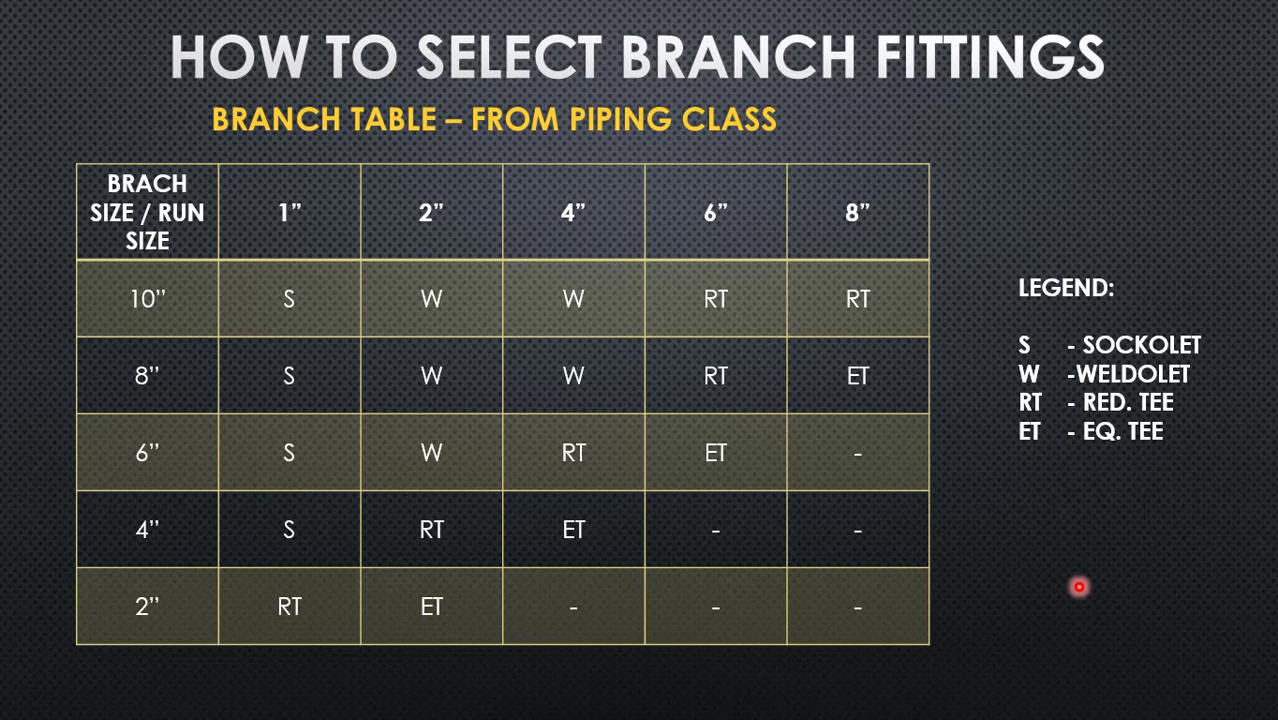 HOW TO SELECT BRANCH FITTINGS
BRANCH TABLE – FROM PIPING CLASS
BRACH SIZE / RUN SIZE 1” 2” 4” 6” 8”
10’’ S W W RT RT
8’’ S W W RT ET
6’’ S W RT ET -
4’’ S RT ET - -
2’’ RT ET - - -
LEGEND:
S - SOCKOLET
W -WELDOLET
RT - RED. TEE
ET - EQ. TEE